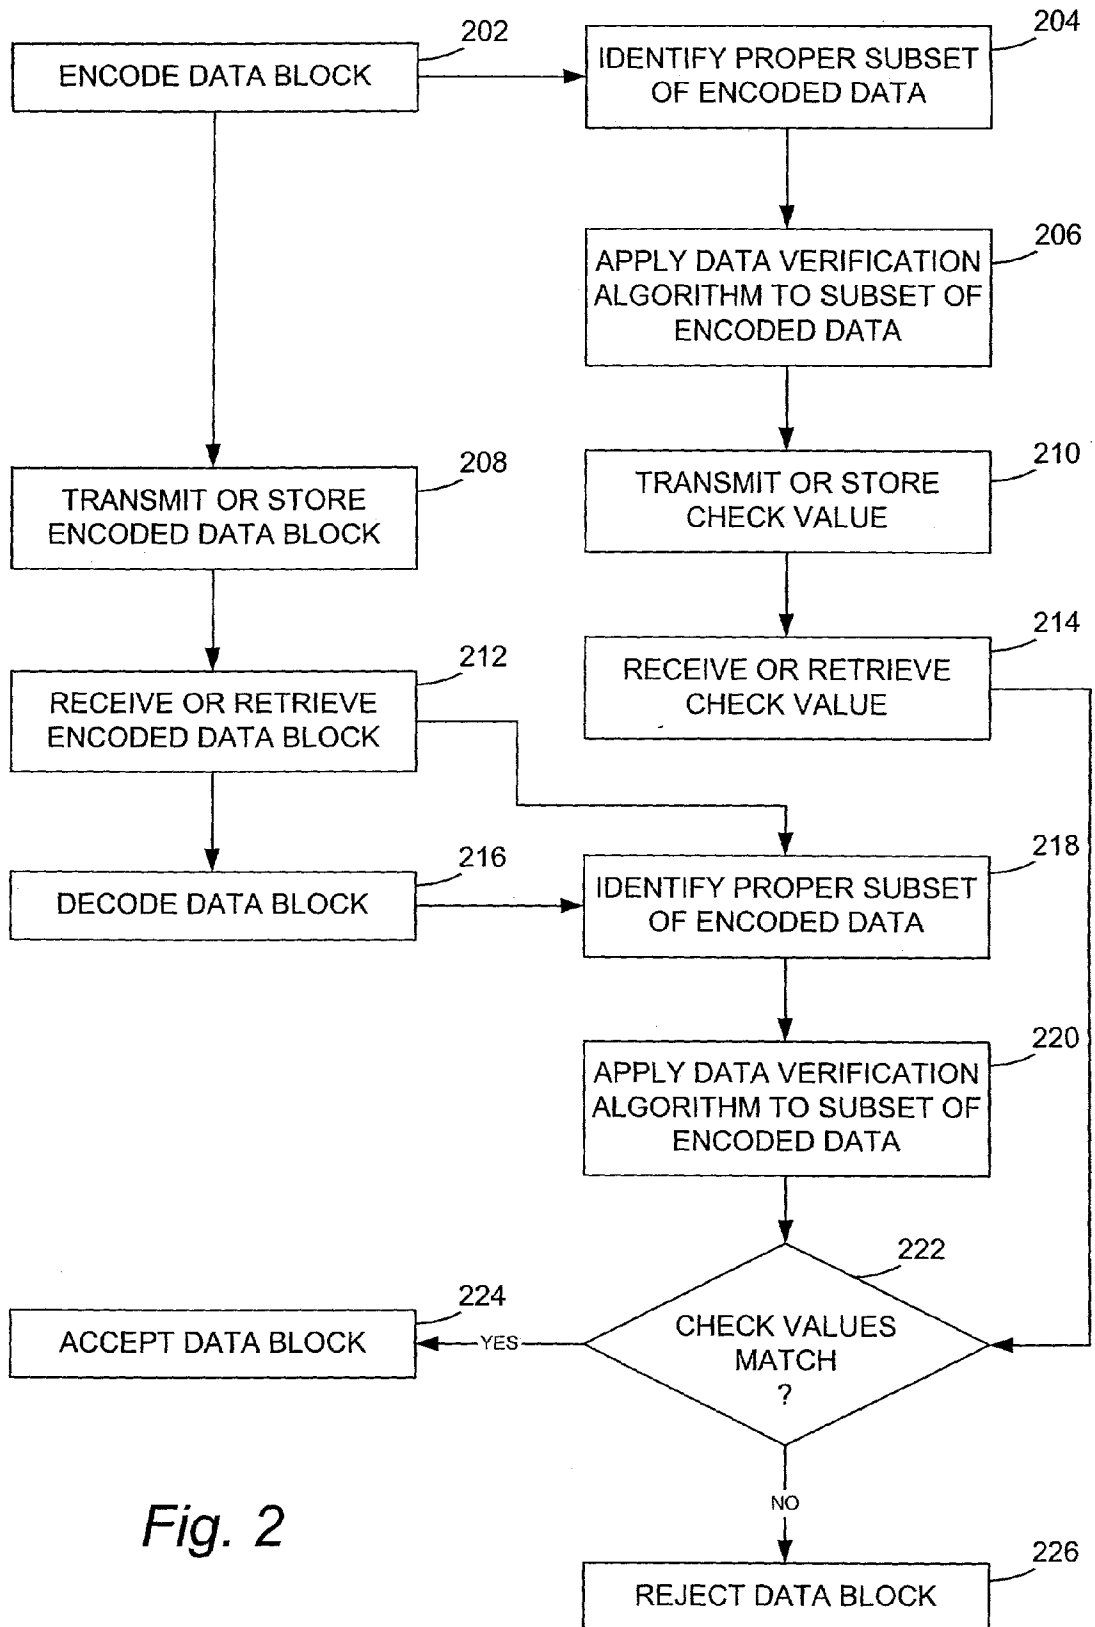 202
ENCODE DATA BLOCK
204
IDENTIFY PROPER SUBSET
OF ENCODED DATA
206
APPLY DATA VERIFICATION
ALGORITHM TO SUBSET OF
ENCODED DATA
208
TRANSMIT OR STORE
ENCODED DATA BLOCK
210
TRANSMIT OR STORE
CHECK VALUE
212
RECEIVE OR RETRIEVE
ENCODED DATA BLOCK
214
RECEIVE OR RETRIEVE
CHECK VALUE
216
DECODE DATA BLOCK
218
IDENTIFY PROPER SUBSET
OF ENCODED DATA
220
APPLY DATA VERIFICATION
ALGORITHM TO SUBSET OF
ENCODED DATA
222
CHECK VALUES
MATCH
?
YES
224
ACCEPT DATA BLOCK
NO
226
REJECT DATA BLOCK
Fig. 2